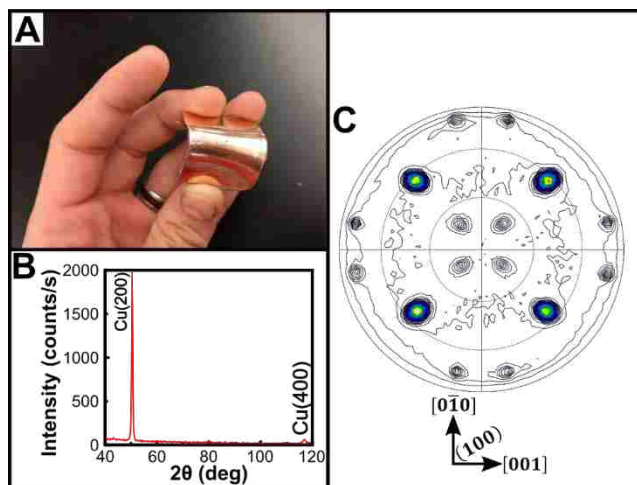 A
B
Intensity (counts/s)
2000
1500
1000
500
0
Cu(200)
Cu(400)
40
60
80
100
120
2θ (deg)
C
[01̄0]
(100)
[001]